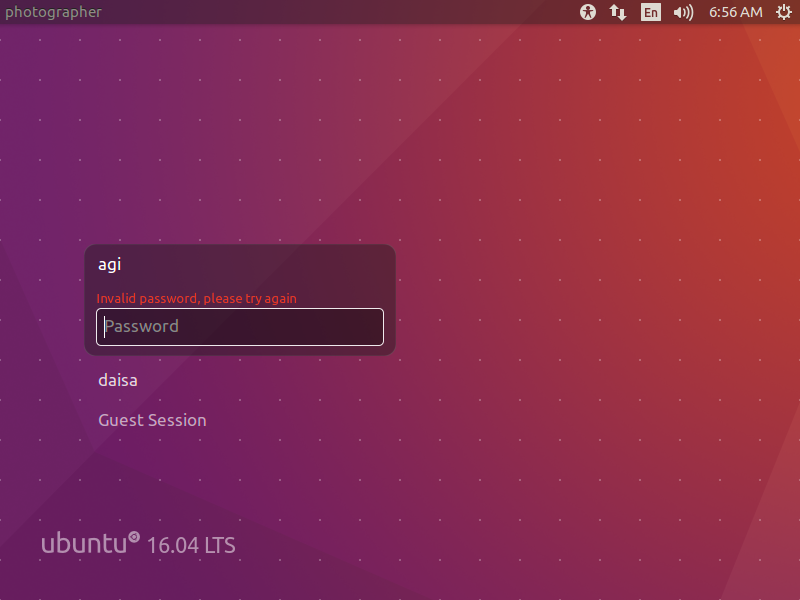 photographer
En
6:56 AM
agi
Invalid password, please try again
Password
daisa
Guest Session
ubuntu 16.04 LTS